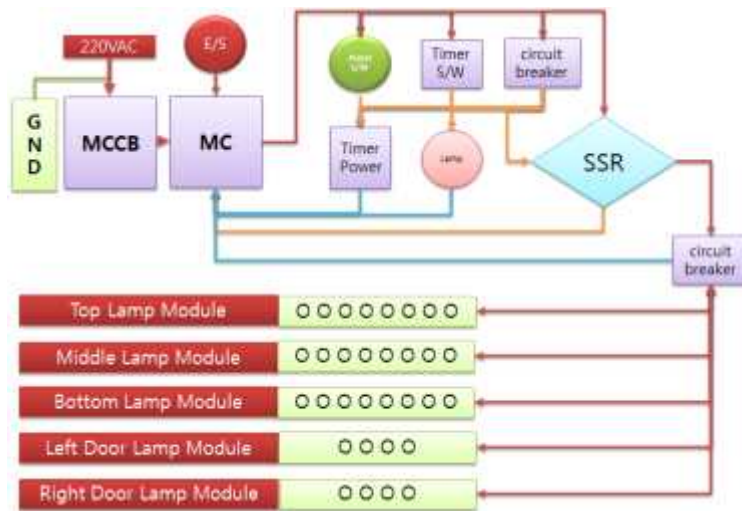 220VAC
E/S
Timer
S/W
circuit
breaker
GND
MCCB
MC
Timer
Power
SSR
circuit
breaker
Top Lamp Module
O O O O O O O O
Middle Lamp Module
O O O O O O O O
Bottom Lamp Module
O O O O O O O O
Left Door Lamp Module
O O O O
Right Door Lamp Module
O O O O